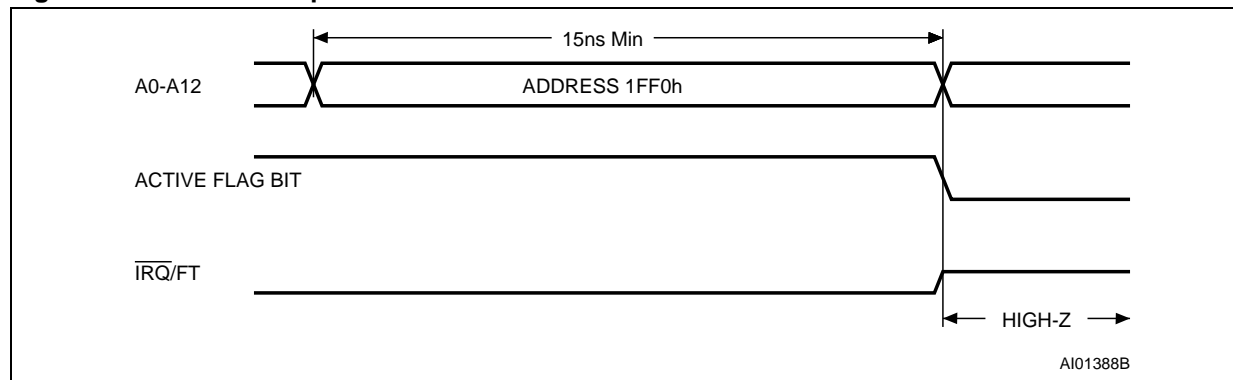 15ns Min
A0-A12
ADDRESS 1FF0h
ACTIVE FLAG BIT
IRQ/FT
HIGH-Z
AI01388B